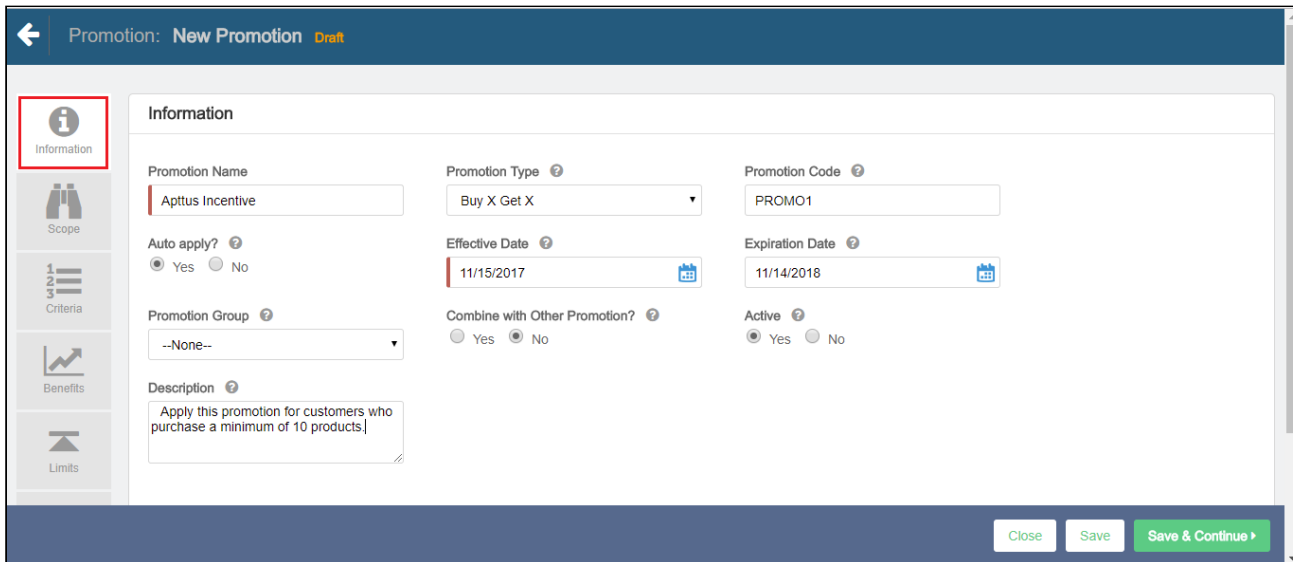 Promotion: New Promotion Draft
Information
Information
Promotion Name
Promotion Type
Promotion Code
Apttus Incentive
Buy X Get X
PROMO1
Scope
Auto apply?
Effective Date
Expiration Date
Yes No
11/15/2017
11/14/2018
1
2
3
Criteria
Promotion Group
Combine with Other Promotion?
Active
--None--
Yes No
Yes No
Benefits
Description
Apply this promotion for customers who
purchase a minimum of 10 products.
Limits
Close
Save
Save & Continue